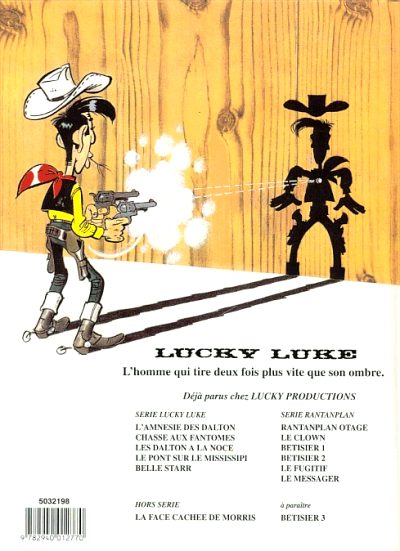 LUCKY LUKE
L'homme qui tire deux fois plus vite que son ombre.
Déjà parus chez LUCKY PRODUCTIONS
SERIE LUCKY LUKE
L'AMNESIE DES DALTON
CHASSE AUX FANTOMES
LES DALTON A LA NOCE
LE PONT SUR LE MISSISSIPI
BELLE STARR
SERIE RANTANPLAN
RANTANPLAN OTAGE
LE CLOWN
BETISIER 1
BETISIER 2
LE FUGITIF
LE MESSAGER
HORS SERIE
LA FACE CACHEE DE MORRIS
à paraître
BETISIER 3
5032198
9 782940 012770